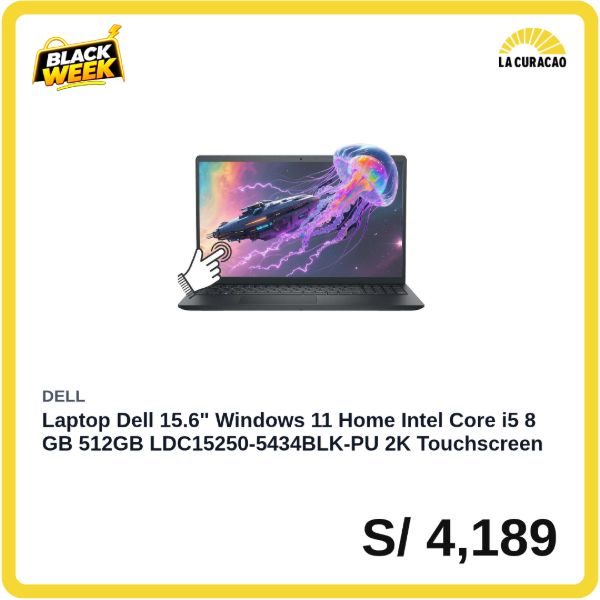 BLACK
WEEK
LA CURACAO
DELL
Laptop Dell 15.6" Windows 11 Home Intel Core i5 8
GB 512GB LDC15250-5434BLK-PU 2K Touchscreen
S/ 4,189